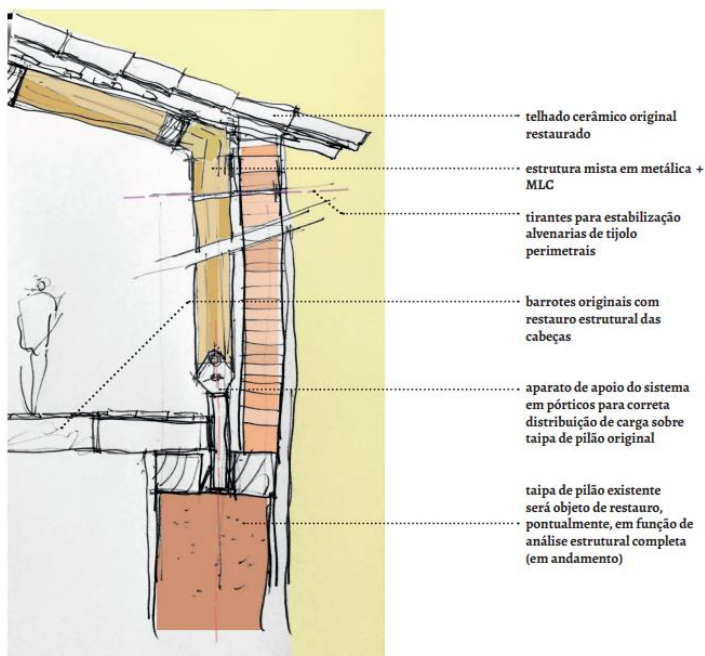 telhado cerâmico original
restaurado
estrutura mista em metálica +
MLC
tirantes para estabilização
alvenarias de tijolo
perimetrais
barrotes originais com
restauro estrutural das
cabeças
aparato de apoio do sistema
em pórticos para correta
distribuição de carga sobre
taipa de pilão original
taipa de pilão existente
será objeto de restauro,
pontualmente, em função de
análise estrutural completa
(em andamento)